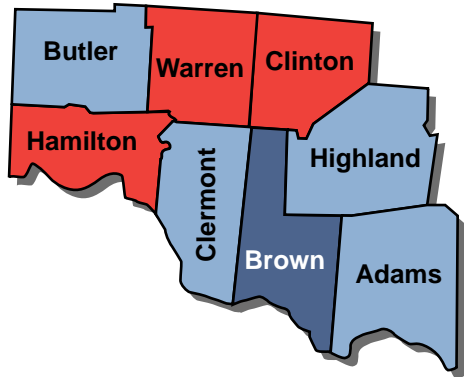 Butler
Warren
Clinton
Hamilton
Highland
Clermont
Brown
Adams